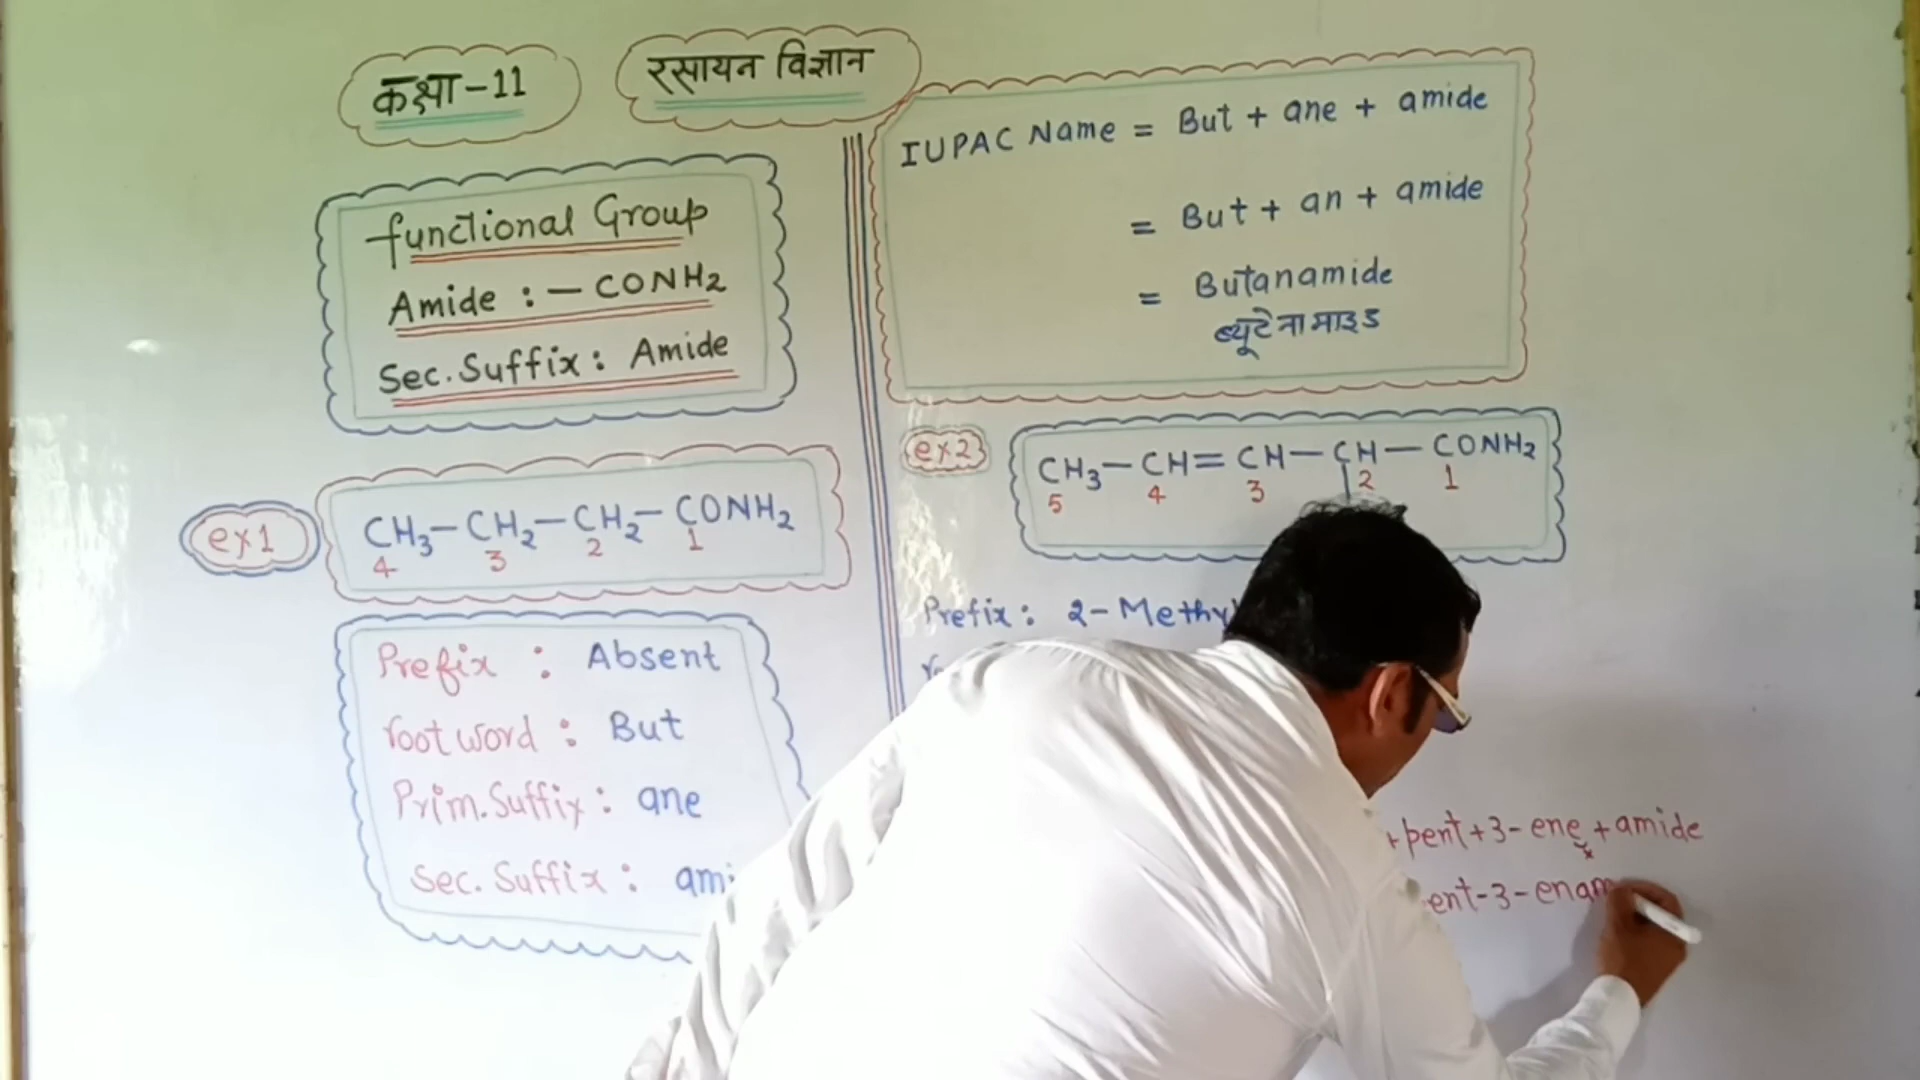 कक्षा-11
रसायन विज्ञान
functional Group
Amide : - CONH2
Sec. Suffix : Amide
ex1
CH3-CH2-CH2-CONH2
4 3 2 1
Prefix : Absent
root word : But
Prim. Suffix : ane
Sec. Suffix :
IUPAC Name = But + ane + amide
= But + an + amide
= Butanamide
ब्यूटेनामाइड
ex2
CH3-CH=CH-CH-CONH2
5 4 3 2 1
Prefix : 2-Methy
+pent+3-ene+amide
ent-3-enam